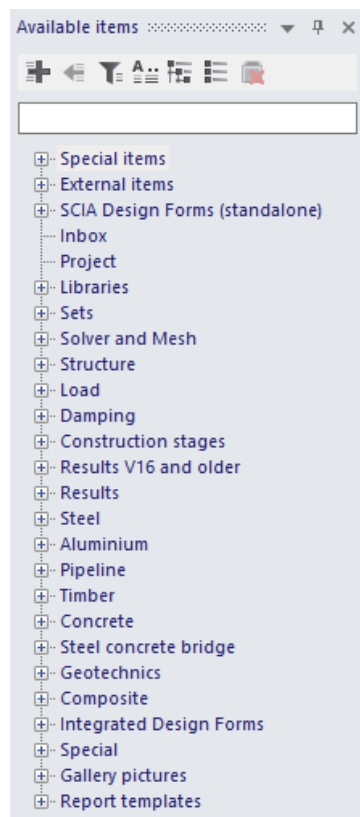 Available items
Special items
External items
SCIA Design Forms (standalone)
Inbox
Project
Libraries
Sets
Solver and Mesh
Structure
Load
Damping
Construction stages
Results V16 and older
Results
Steel
Aluminium
Pipeline
Timber
Concrete
Steel concrete bridge
Geotechnics
Composite
Integrated Design Forms
Special
Gallery pictures
Report templates